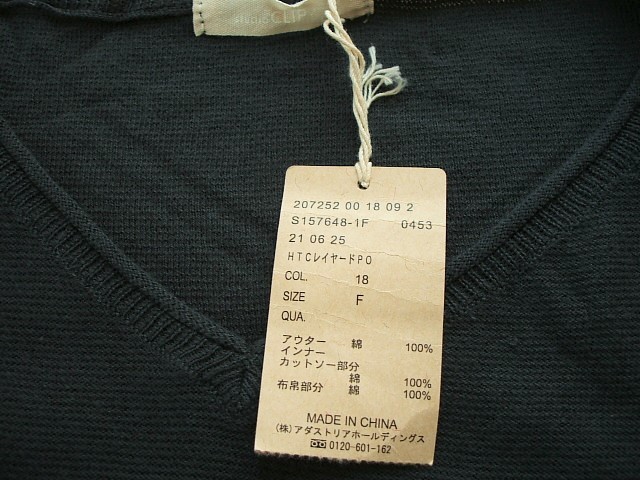 studio CLIP
207252 00 18 09 2
S157648-1F 0453
21 06 25
HTCレイヤードPO
COL. 18
SIZE F
QUA.
アウター 綿 100%
インナー
カットソー部分
綿 100%
布帛部分 綿 100%
MADE IN CHINA
(株)アダストリアホールディングス
0120-601-162